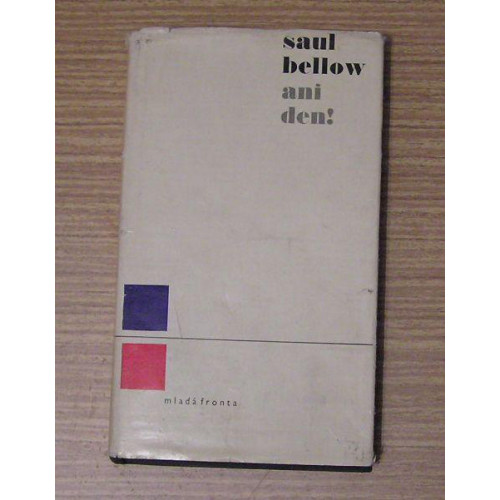 saul
bellow
ani
den!
mladá fronta